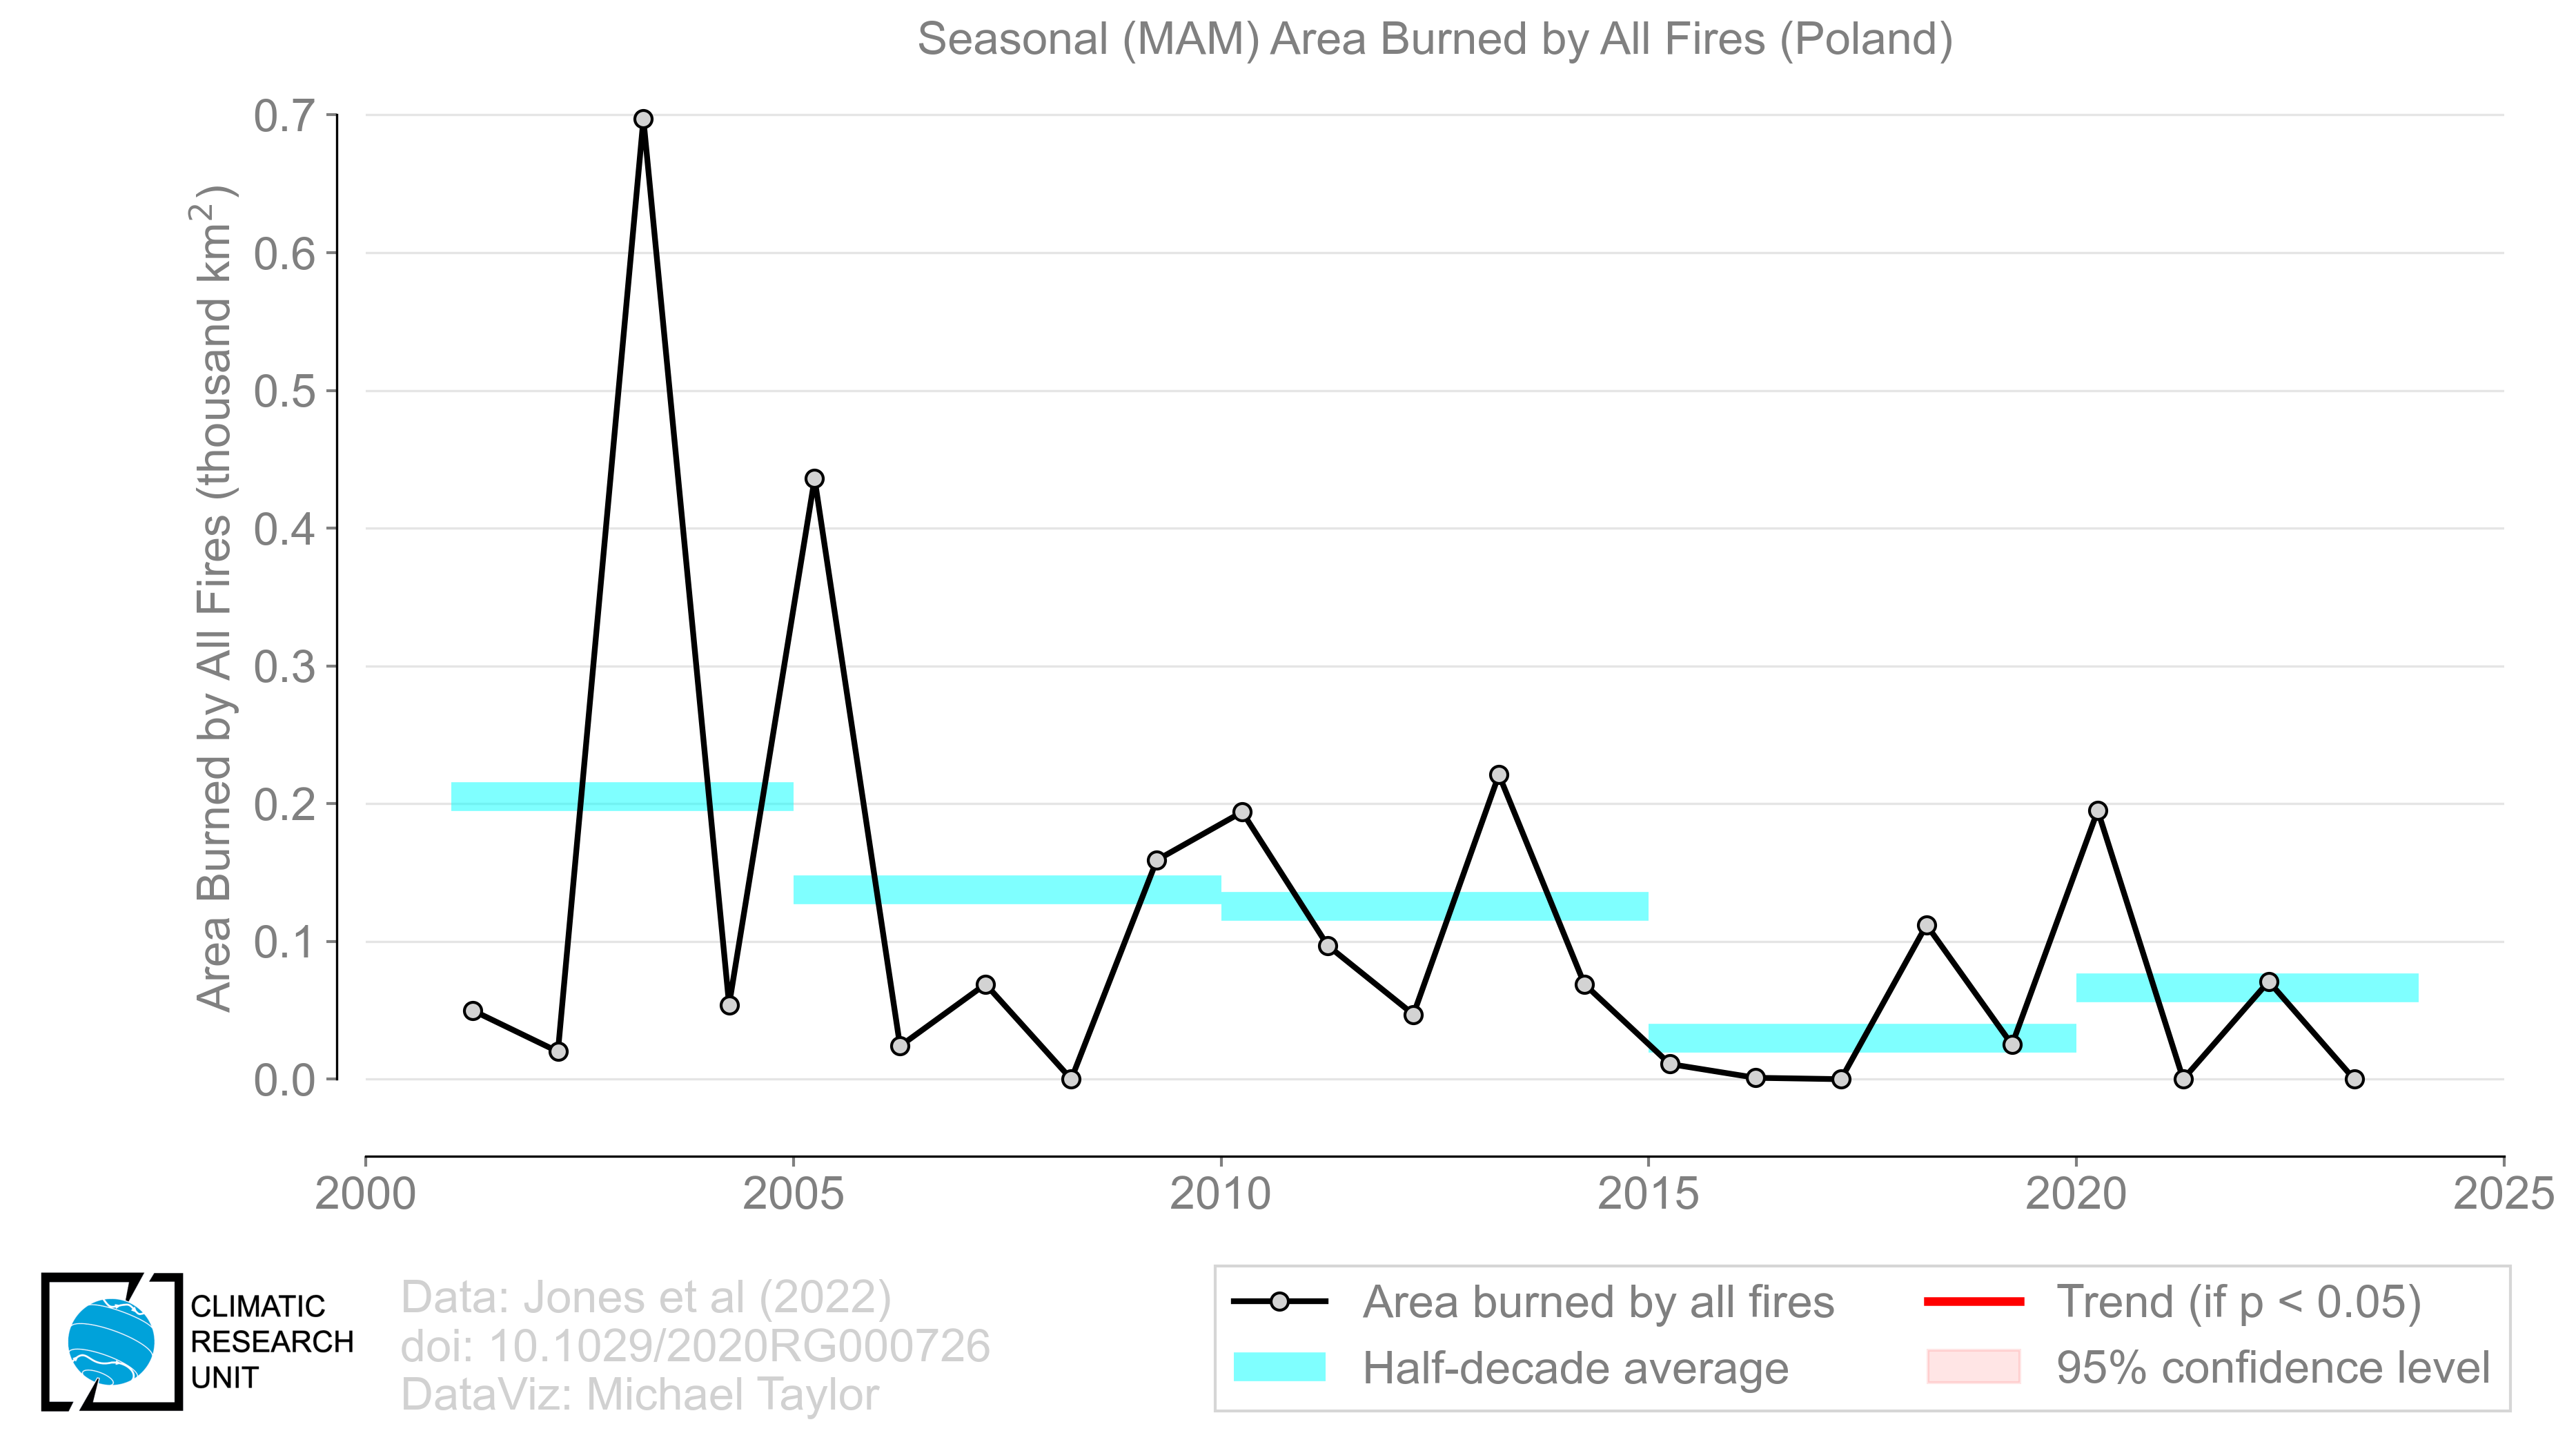 Seasonal (MAM) Area Burned by All Fires (Poland)
Area Burned by All Fires (thousand km²)
0.7
0.6
0.5
0.4
0.3
0.2
0.1
0.0
2000 2005 2010 2015 2020 2025
CLIMATIC
RESEARCH
UNIT
Data: Jones et al (2022)
doi: 10.1029/2020RG000726
DataViz: Michael Taylor
Area burned by all fires
Half-decade average
Trend (if p < 0.05)
95% confidence level